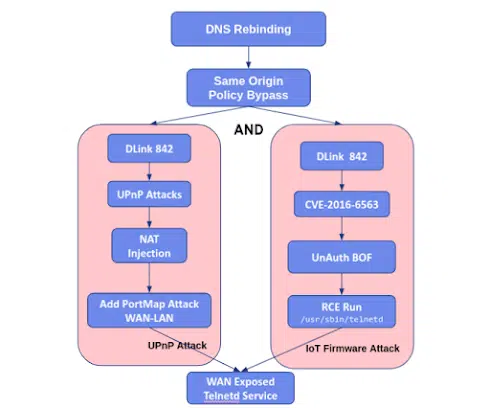 DNS Rebinding
Same Origin
Policy Bypass
AND
DLink 842
UPnP Attacks
NAT
Injection
Add PortMap Attack
WAN-LAN
UPnP Attack
DLink 842
CVE-2016-6563
UnAuth BOF
RCE Run
/usr/sbin/telnetd
IoT Firmware Attack
WAN Exposed
Telnetd Service